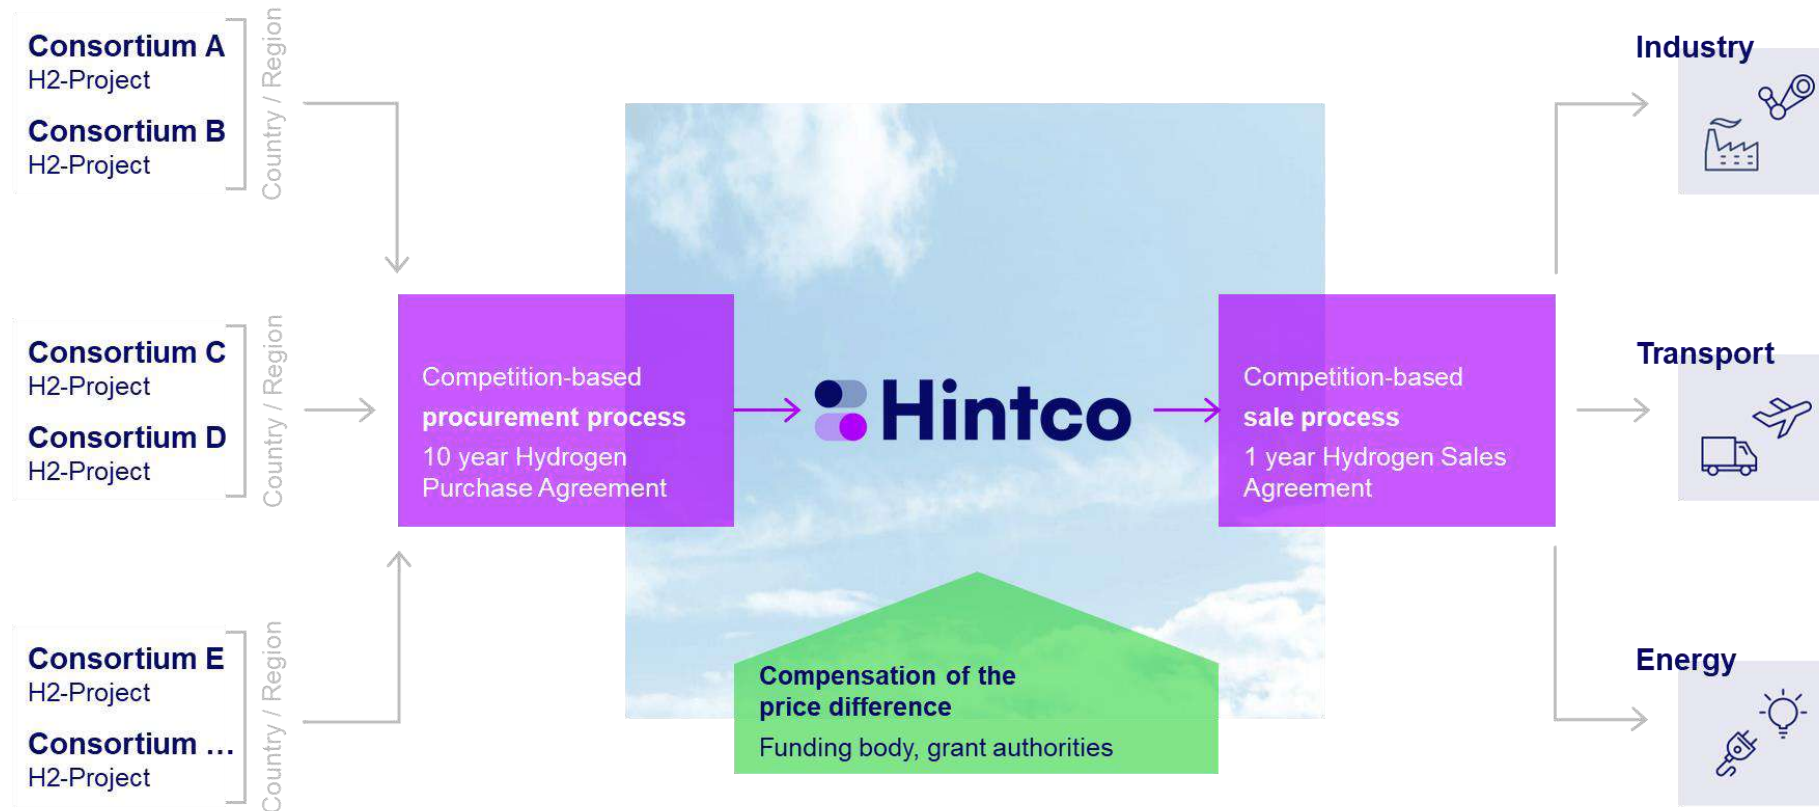 Consortium A
H2-Project
Consortium B
H2-Project
Country / Region
Consortium C
H2-Project
Consortium D
H2-Project
Country / Region
Consortium E
H2-Project
Consortium ...
H2-Project
Country / Region
Competition-based
procurement process
10 year Hydrogen
Purchase Agreement
Hintco
Competition-based
sale process
1 year Hydrogen Sales
Agreement
Compensation of the
price difference
Funding body, grant authorities
Industry
Transport
Energy